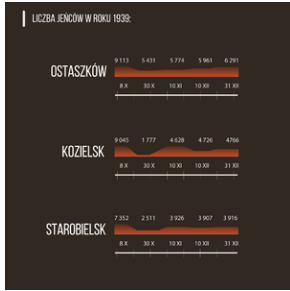 LICZBA JEŃCÓW W ROKU 1939:
9 113 5 431 5 774 5 961 6 291
OSTASZKÓW
8 X 30 X 10 XI 10 XII 31 XII
9 045 1 777 4 628 4 726 4766
KOZIELSK
8 X 30 X 10 XI 10 XII 31 XII
7 352 2 511 3 926 3 907 3 916
STAROBIELSK
8 X 30 X 10 XI 10 XII 31 XII